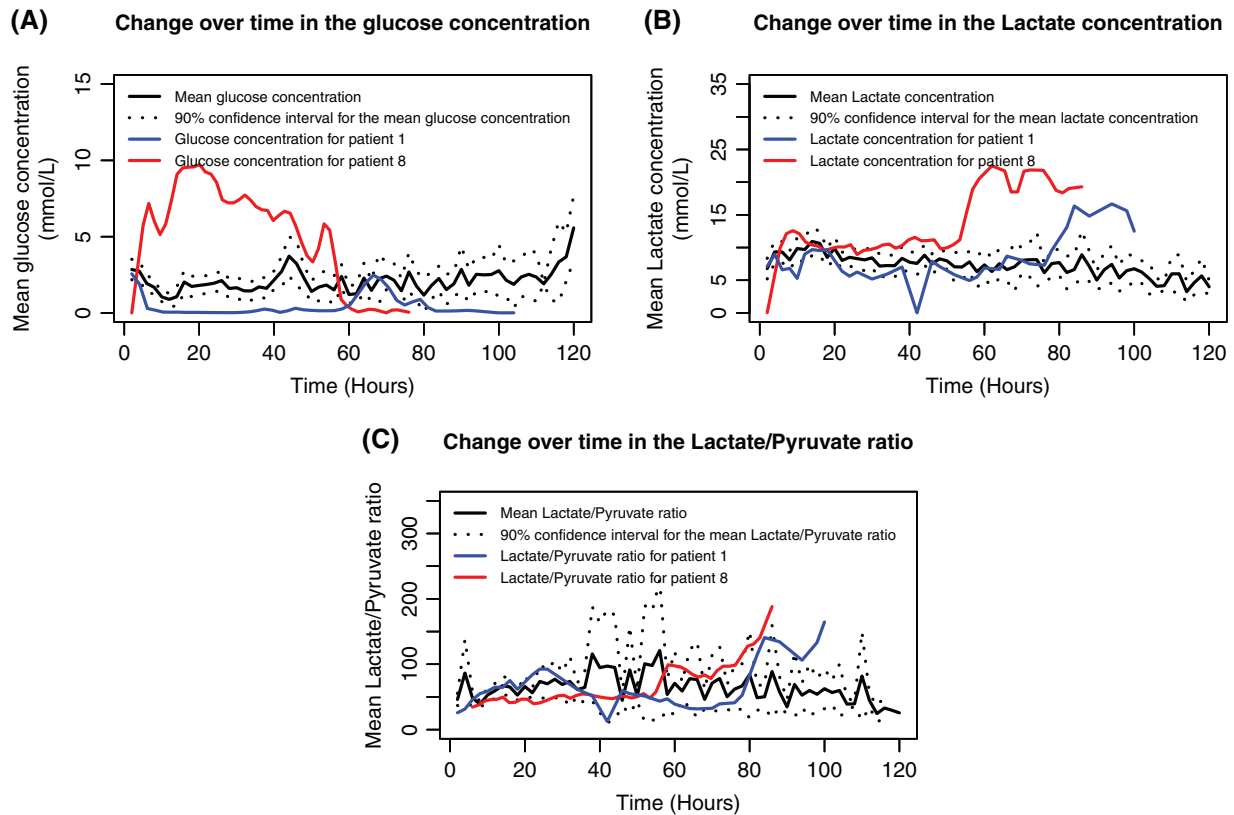 (A) Change over time in the glucose concentration
Mean glucose concentration
(mmol/L)
15
10
5
0
Mean glucose concentration
90% confidence interval for the mean glucose concentration
Glucose concentration for patient 1
Glucose concentration for patient 8
0 20 40 60 80 100 120
Time (Hours)
(B) Change over time in the Lactate concentration
Mean Lactate concentration
(mmol/L)
35
25
15
5
0
Mean Lactate concentration
90% confidence interval for the mean lactate concentration
Lactate concentration for patient 1
Lactate concentration for patient 8
0 20 40 60 80 100 120
Time (Hours)
(C) Change over time in the Lactate/Pyruvate ratio
Mean Lactate/Pyruvate ratio
300
200
100
0
Mean Lactate/Pyruvate ratio
90% confidence interval for the mean Lactate/Pyruvate ratio
Lactate/Pyruvate ratio for patient 1
Lactate/Pyruvate ratio for patient 8
0 20 40 60 80 100 120
Time (Hours)